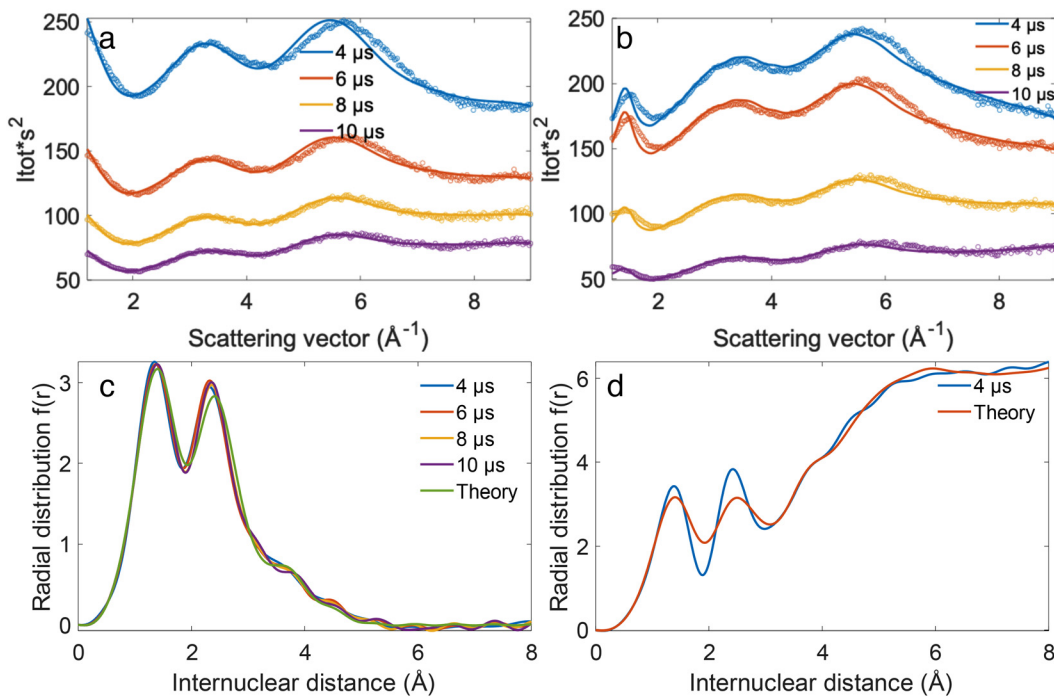 a
4 μs
6 μs
8 μs
10 μs
250
200
150
100
50
Itot*s²
2 4 6 8
Scattering vector (Å⁻¹)
b
4 μs
6 μs
8 μs
10 μs
250
200
150
100
50
Itot*s²
2 4 6 8
Scattering vector (Å⁻¹)
c
4 μs
6 μs
8 μs
10 μs
Theory
3
2
1
0
Radial distribution f(r)
0 2 4 6 8
Internuclear distance (Å)
d
4 μs
Theory
6
4
2
0
Radial distribution f(r)
0 2 4 6 8
Internuclear distance (Å)